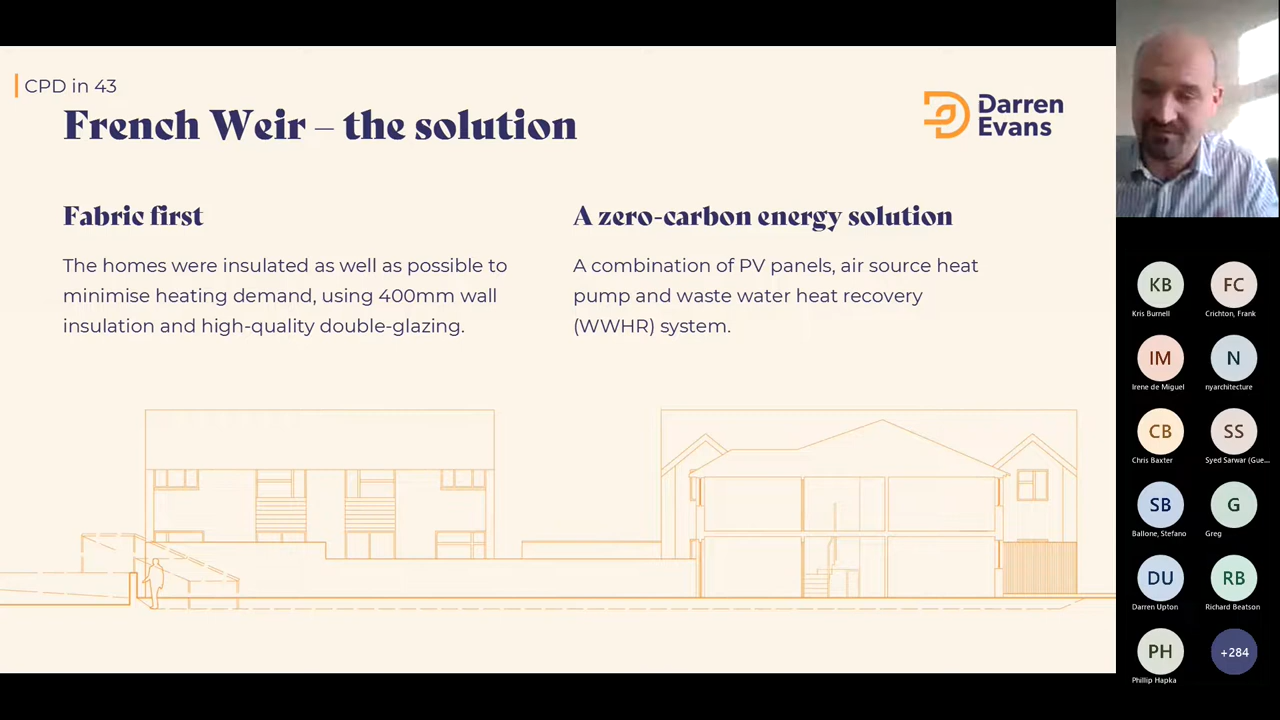 CPD in 43
French Weir – the solution
Darren
Evans
Fabric first
The homes were insulated as well as possible to
minimise heating demand, using 400mm wall
insulation and high-quality double-glazing.
A zero-carbon energy solution
A combination of PV panels, air source heat
pump and waste water heat recovery
(WWHR) system.
KB
Kris Burnell
FC
Crichton, Frank
IM
Irene de Miguel
N
nyarchitecture
CB
Chris Baxter
SS
Syed Sarwar (Gue...
SB
Ballone, Stefano
G
Greg
DU
Darren Upton
RB
Richard Beatson
PH
Phillip Hapka
+284